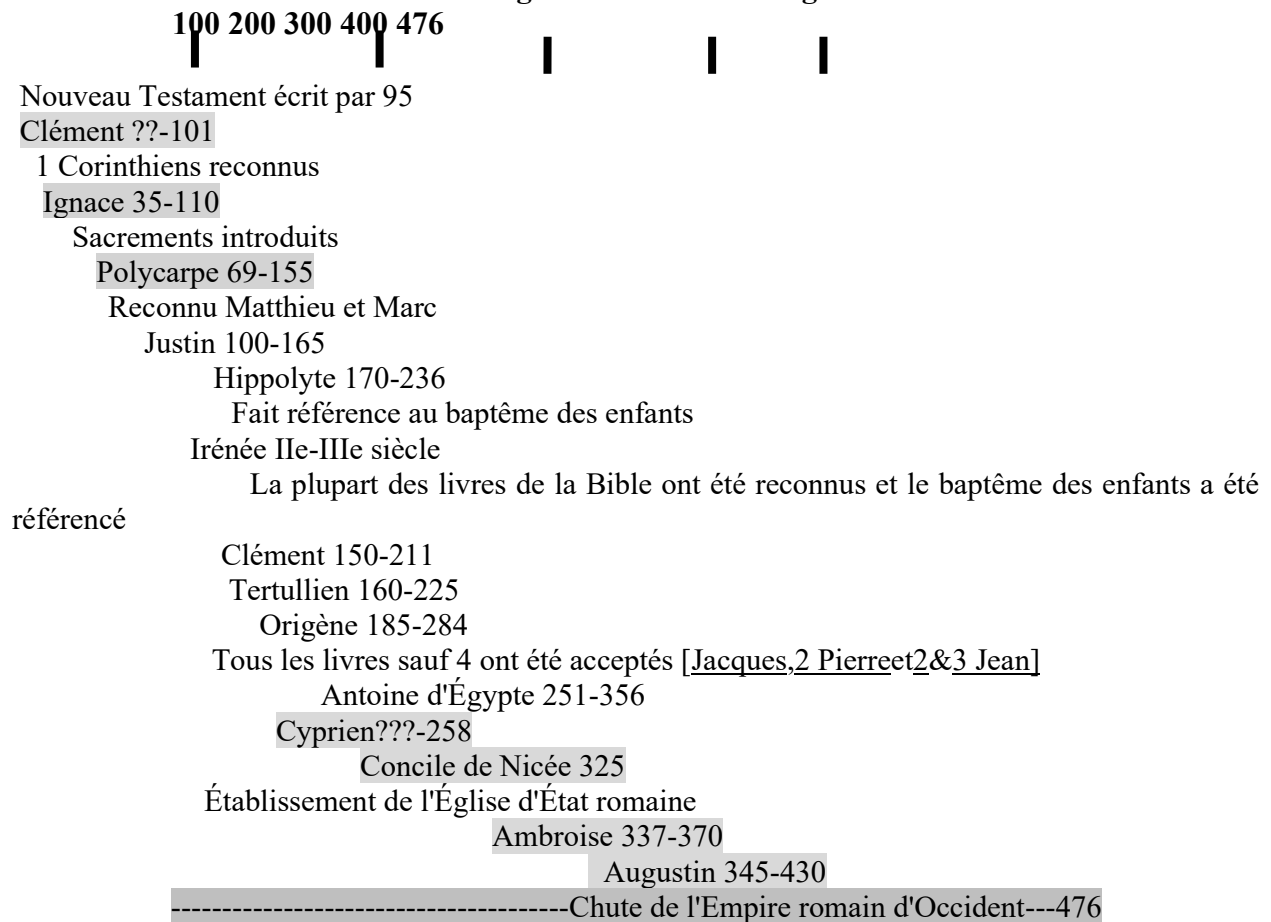 100 200 300 400 476
Nouveau Testament écrit par 95
Clément ??-101
1 Corinthiens reconnus
Ignace 35-110
Sacrements introduits
Polycarpe 69-155
Reconnu Matthieu et Marc
Justin 100-165
Hippolyte 170-236
Fait référence au baptême des enfants
Irénée IIe-IIIe siècle
La plupart des livres de la Bible ont été reconnus et le baptême des enfants a été
référencé
Clément 150-211
Tertullien 160-225
Origène 185-284
Tous les livres sauf 4 ont été acceptés [Jacques,2 Pierreet2&3 Jean]
Antoine d'Égypte 251-356
Cyprien???-258
Concile de Nicée 325
Établissement de l'Église d'État romaine
Ambroise 337-370
Augustin 345-430
---------------------------------------Chute de l'Empire romain d'Occident---476